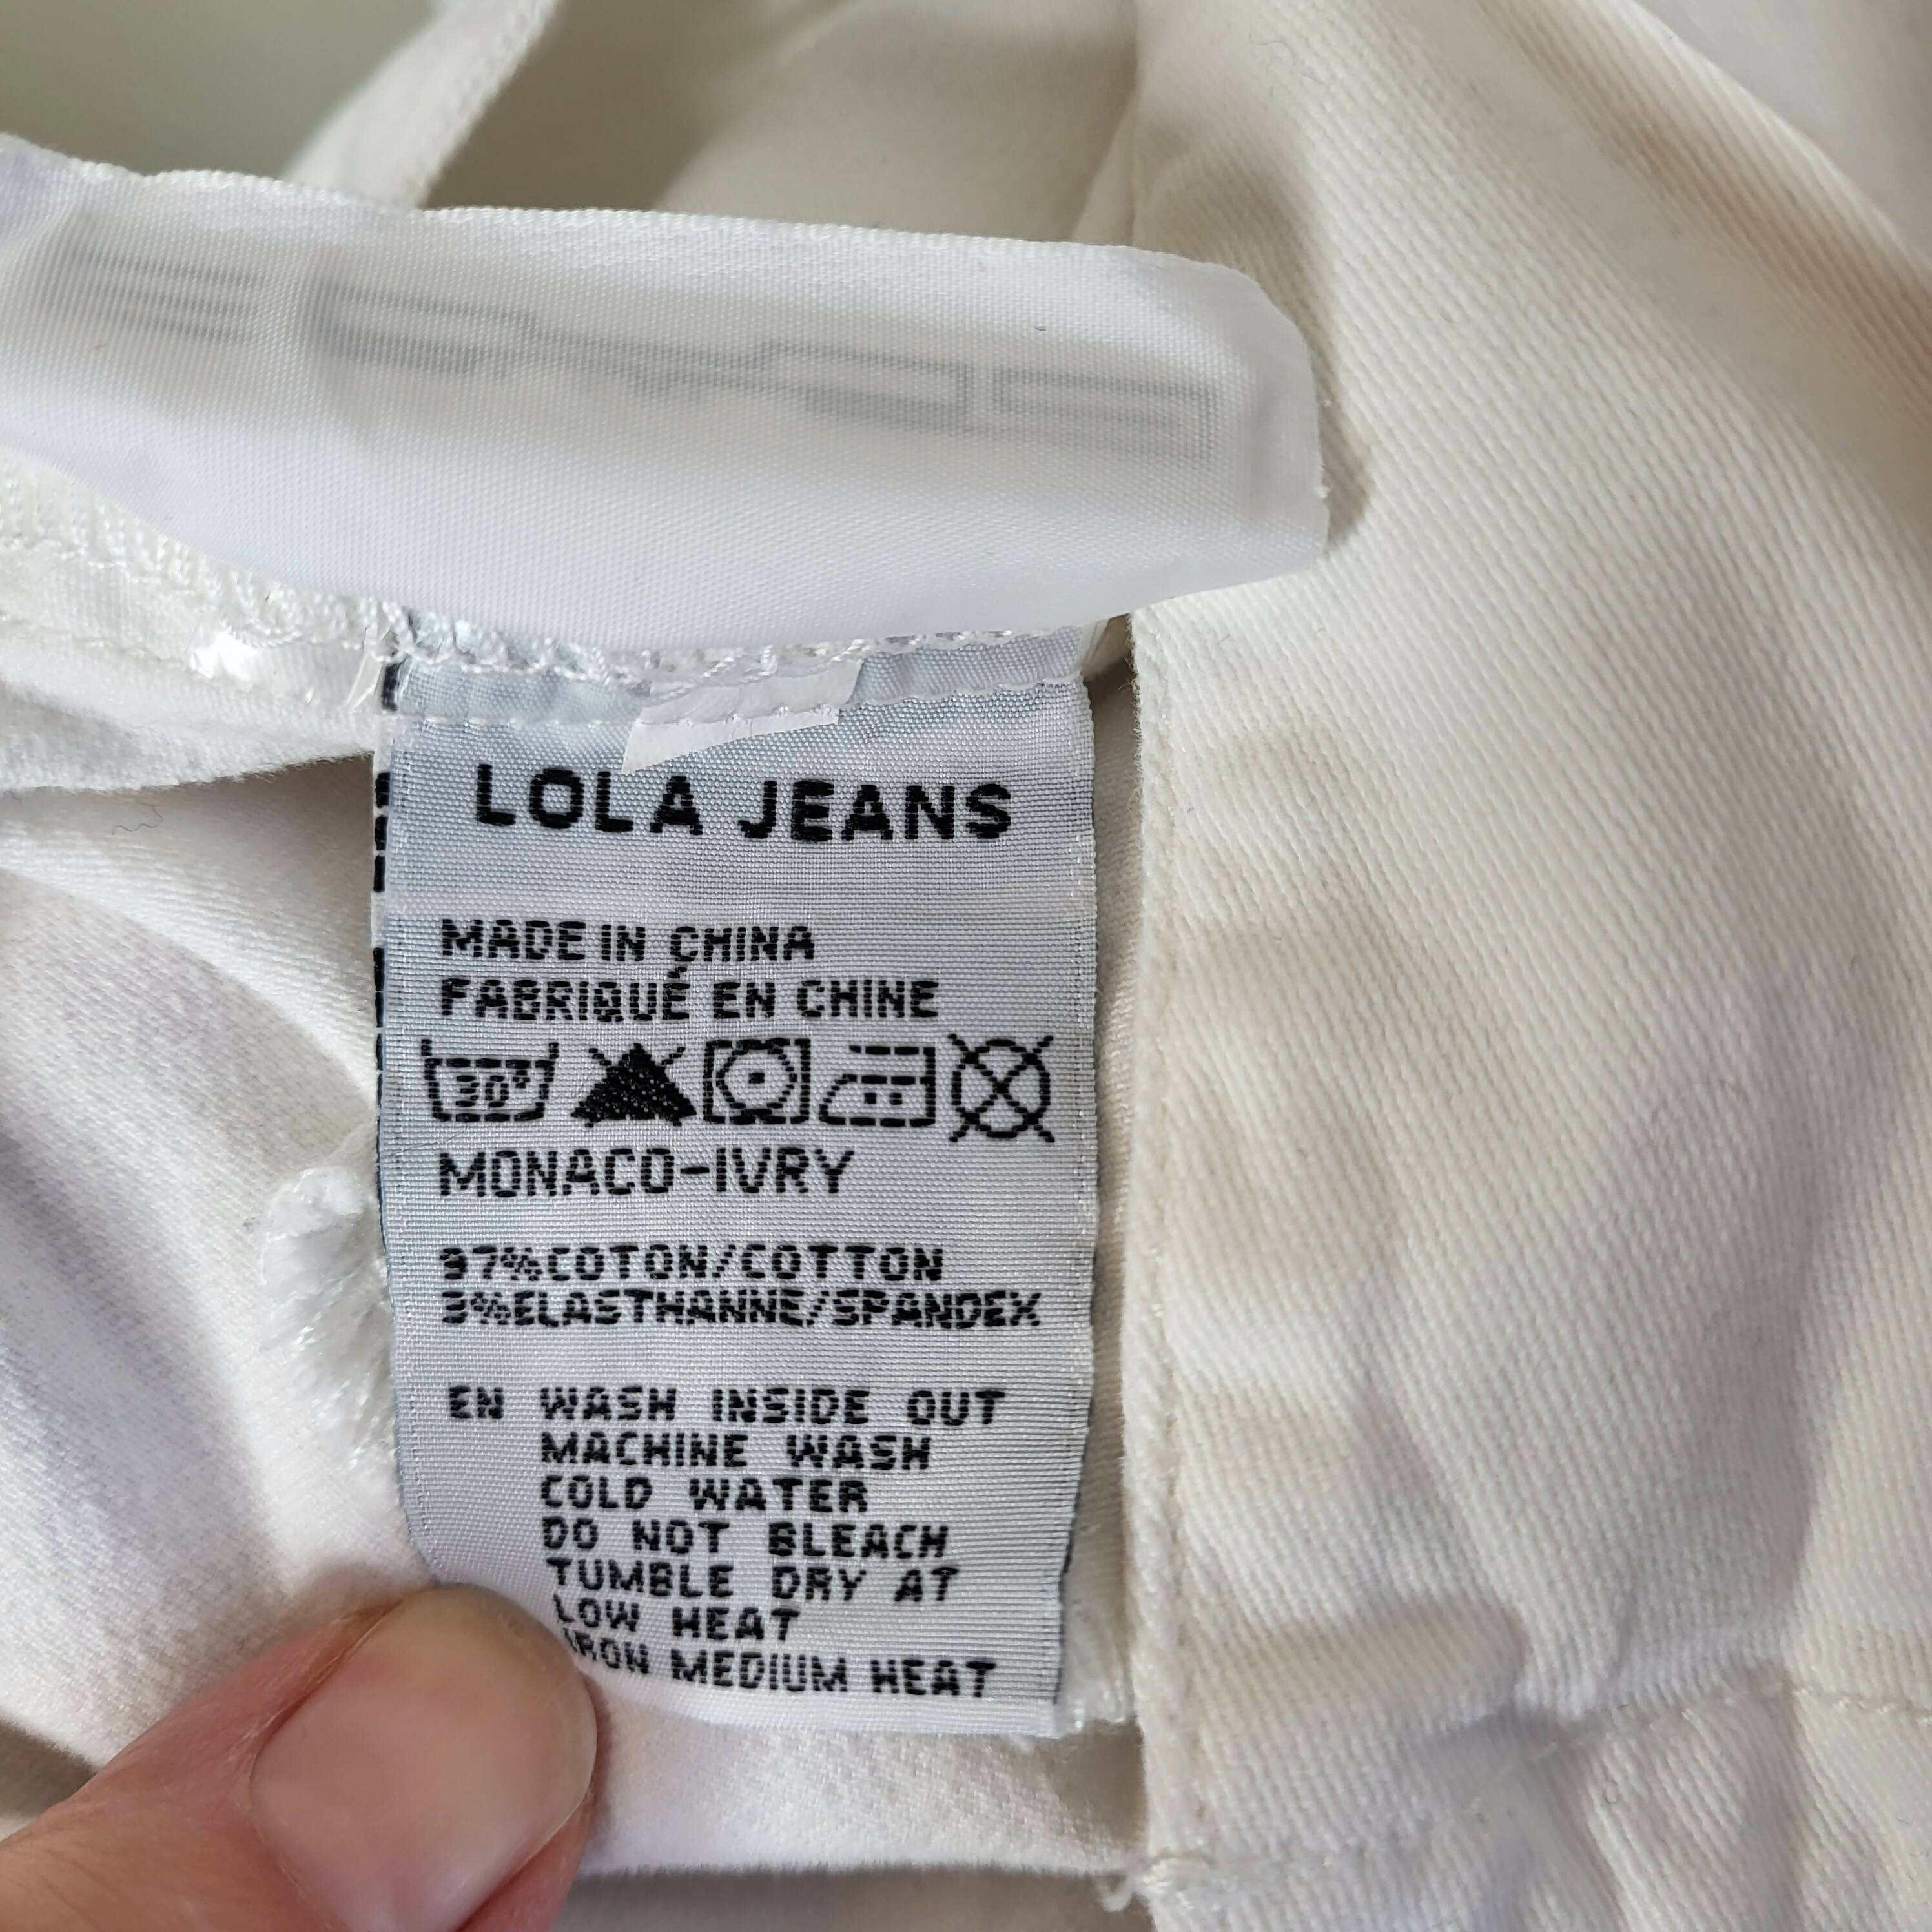 LOLA JEANS
MADE IN CHINA
FABRIQUÉ EN CHINE
30°
MONACO-IVRY
97%COTON/COTTON
3%ELASTHANNE/SPANDEX
EN WASH INSIDE OUT
MACHINE WASH
COLD WATER
DO NOT BLEACH
TUMBLE DRY AT
LOW HEAT
IRON MEDIUM HEAT